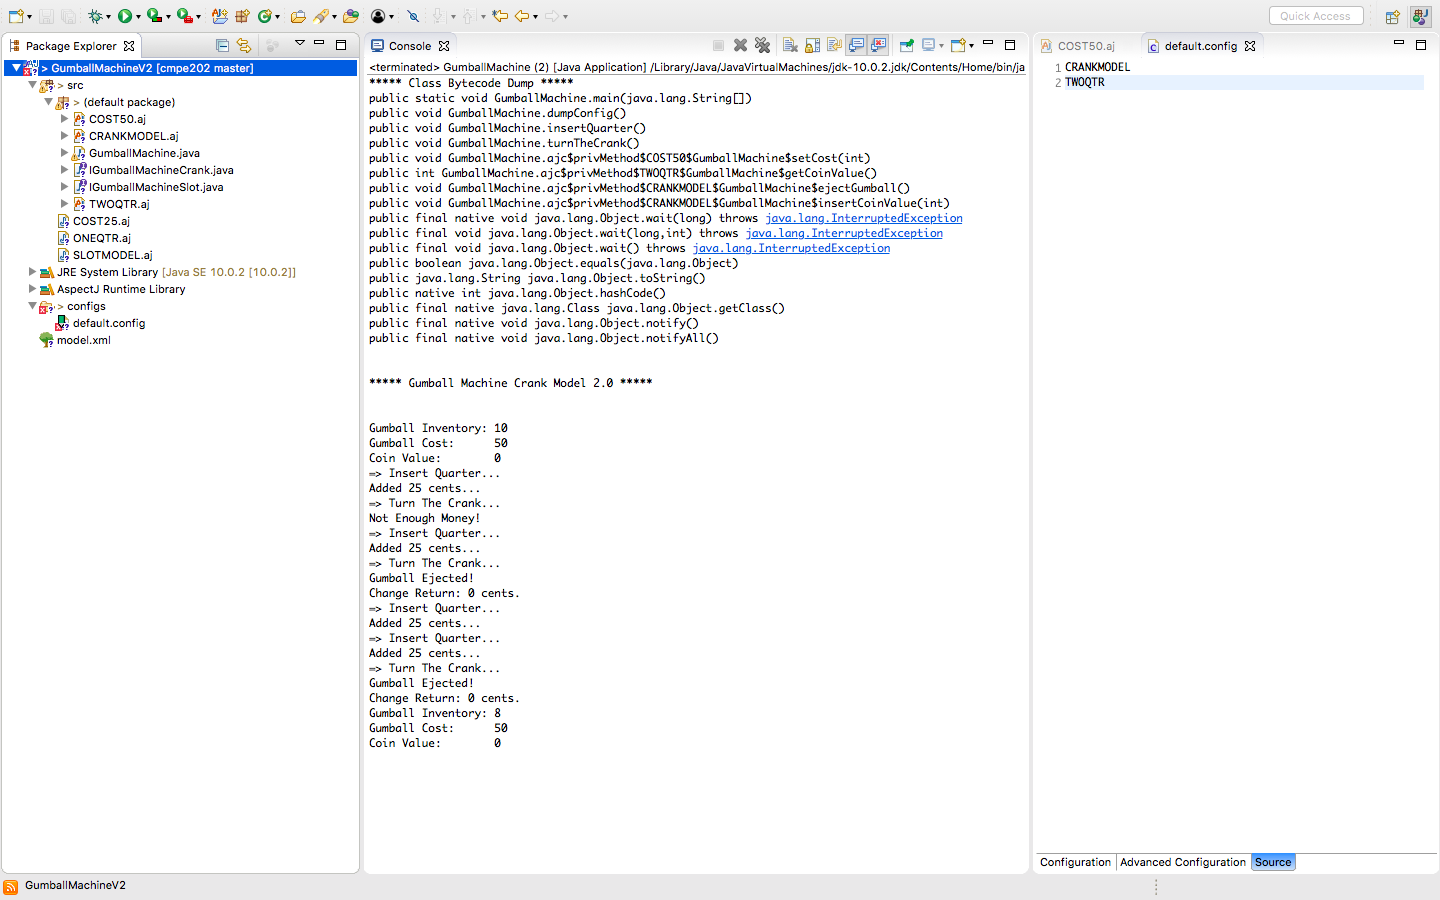 Quick Access
Package Explorer
> GumballMachineV2 [cmpe202 master]
> src
> (default package)
COST50.aj
CRANKMODEL.aj
GumballMachine.java
IGumballMachineCrank.java
IGumballMachineSlot.java
TWOQTR.aj
COST25.aj
ONEQTR.aj
SLOTMODEL.aj
JRE System Library [Java SE 10.0.2 [10.0.2]]
AspectJ Runtime Library
> configs
default.config
model.xml
Console
<terminated> GumballMachine (2) [Java Application] /Library/Java/JavaVirtualMachines/jdk-10.0.2.jdk/Contents/Home/bin/ja
***** Class Bytecode Dump *****
public static void GumballMachine.main(java.lang.String[])
public void GumballMachine.dumpConfig()
public void GumballMachine.insertQuarter()
public void GumballMachine.turnTheCrank()
public void GumballMachine.ajc$privMethod$COST50$GumballMachine$setCost(int)
public int GumballMachine.ajc$privMethod$TWOQTR$GumballMachine$getCoinValue()
public void GumballMachine.ajc$privMethod$CRANKMODEL$GumballMachine$ejectGumball()
public void GumballMachine.ajc$privMethod$CRANKMODEL$GumballMachine$insertCoinValue(int)
public final native void java.lang.Object.wait(long) throws java.lang.InterruptedException
public final void java.lang.Object.wait(long,int) throws java.lang.InterruptedException
public final void java.lang.Object.wait() throws java.lang.InterruptedException
public boolean java.lang.Object.equals(java.lang.Object)
public java.lang.String java.lang.Object.toString()
public native int java.lang.Object.hashCode()
public final native java.lang.Class java.lang.Object.getClass()
public final native void java.lang.Object.notify()
public final native void java.lang.Object.notifyAll()
***** Gumball Machine Crank Model 2.0 *****
Gumball Inventory: 10
Gumball Cost: 50
Coin Value: 0
=> Insert Quarter...
Added 25 cents...
=> Turn The Crank...
Not Enough Money!
=> Insert Quarter...
Added 25 cents...
=> Turn The Crank...
Gumball Ejected!
Change Return: 0 cents.
=> Insert Quarter...
Added 25 cents...
=> Insert Quarter...
Added 25 cents...
=> Turn The Crank...
Gumball Ejected!
Change Return: 0 cents.
Gumball Inventory: 8
Gumball Cost: 50
Coin Value: 0
COST50.aj default.config
1 CRANKMODEL
2 TWOQTR
Configuration Advanced Configuration Source
GumballMachineV2